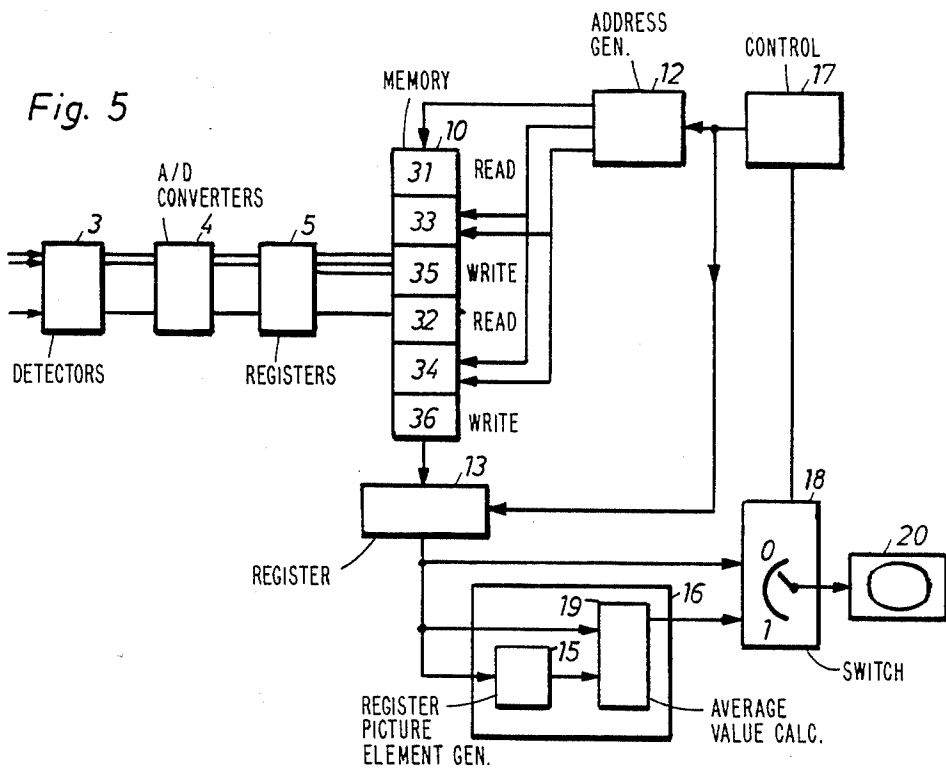 Fig. 5
ADDRESS
GEN.
12
CONTROL
17
MEMORY
10
31
READ
33
35
WRITE
32
READ
34
36
WRITE
A/D
CONVERTERS
3
4
5
DETECTORS
REGISTERS
13
REGISTER
18
0
1
SWITCH
20
16
19
15
REGISTER
PICTURE
ELEMENT GEN.
AVERAGE
VALUE CALC.